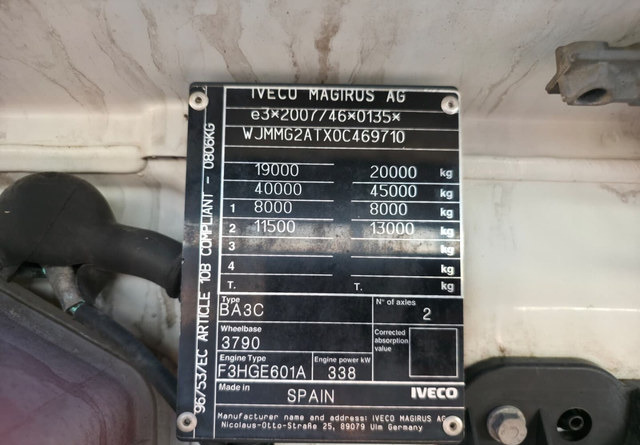 IVECO MAGIRUS AG
e3*2007/46*0135*
WJMMG2ATX0C469710
19000 20000 kg
40000 45000 kg
1 8000 8000 kg
2 11500 13000 kg
3 kg
4 kg
T. T. kg
Type
BA3C
N° of axles
2
Wheelbase
3790
Corrected absorption value
Engine Type
F3HGE601A
Engine power kW
338
Made in
SPAIN
IVECO
Manufacturer name and address: IVECO MAGIRUS AG
Nicolaus-Otto-Straße 25, 89079 Ulm Germany
96/53/EC ARTICLE 10B COMPLIANT - 0806KG